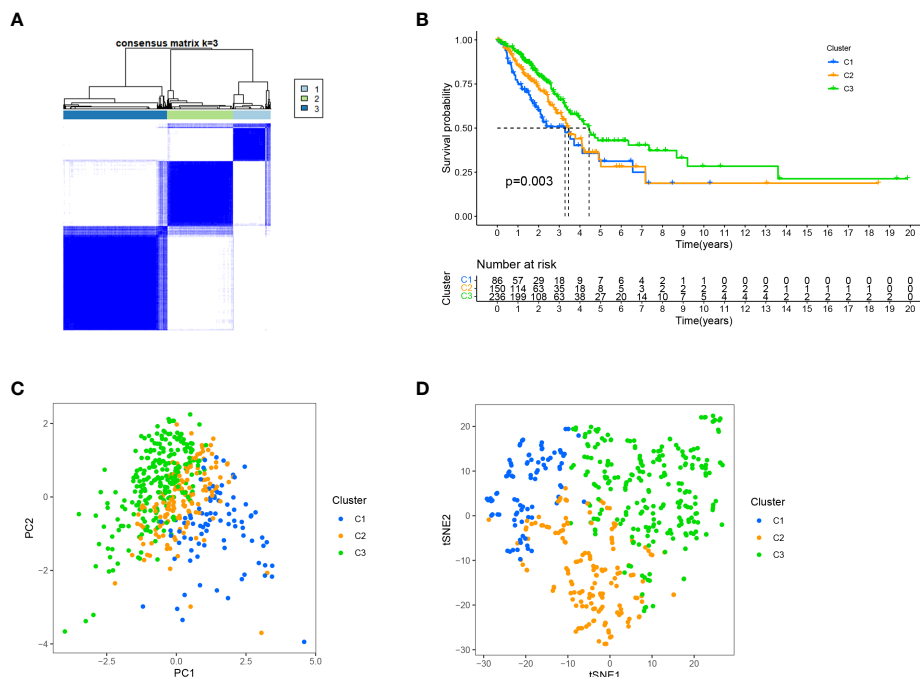 A
consensus matrix k=3
1
2
3
B
Cluster
C1
C2
C3
Survival probability
1.00
0.75
0.50
0.25
0.00
p=0.003
0 1 2 3 4 5 6 7 8 9 10 11 12 13 14 15 16 17 18 19 20
Time(years)
Number at risk
Cluster
C1 86 57 29 18 9 7 6 4 2 1 1 0 0 0 0 0 0 0 0 0 0
C2 150 114 63 35 18 8 5 3 2 2 2 2 2 2 1 1 1 1 1 0 0
C3 236 199 108 63 38 27 20 14 10 7 5 4 4 4 2 2 2 2 2 2 0
0 1 2 3 4 5 6 7 8 9 10 11 12 13 14 15 16 17 18 19 20
Time(years)
C
PC2
2
0
−2
−4
−2.5 0.0 2.5 5.0
PC1
Cluster
C1
C2
C3
D
tSNE2
20
10
0
−10
−20
−30
−30 −20 −10 0 10 20
tSNE1
Cluster
C1
C2
C3